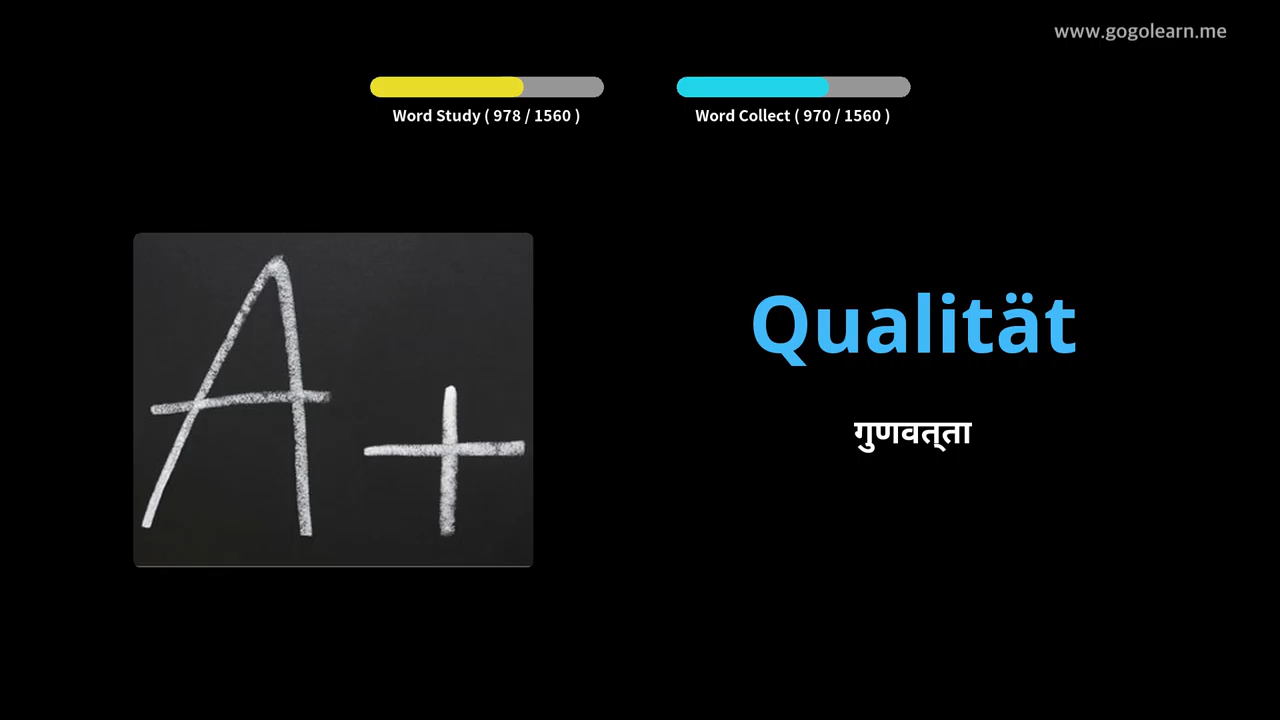 www.gogolearn.me
Word Study ( 978 / 1560 )
Word Collect ( 970 / 1560 )
A+
Qualität
गुणवत्ता